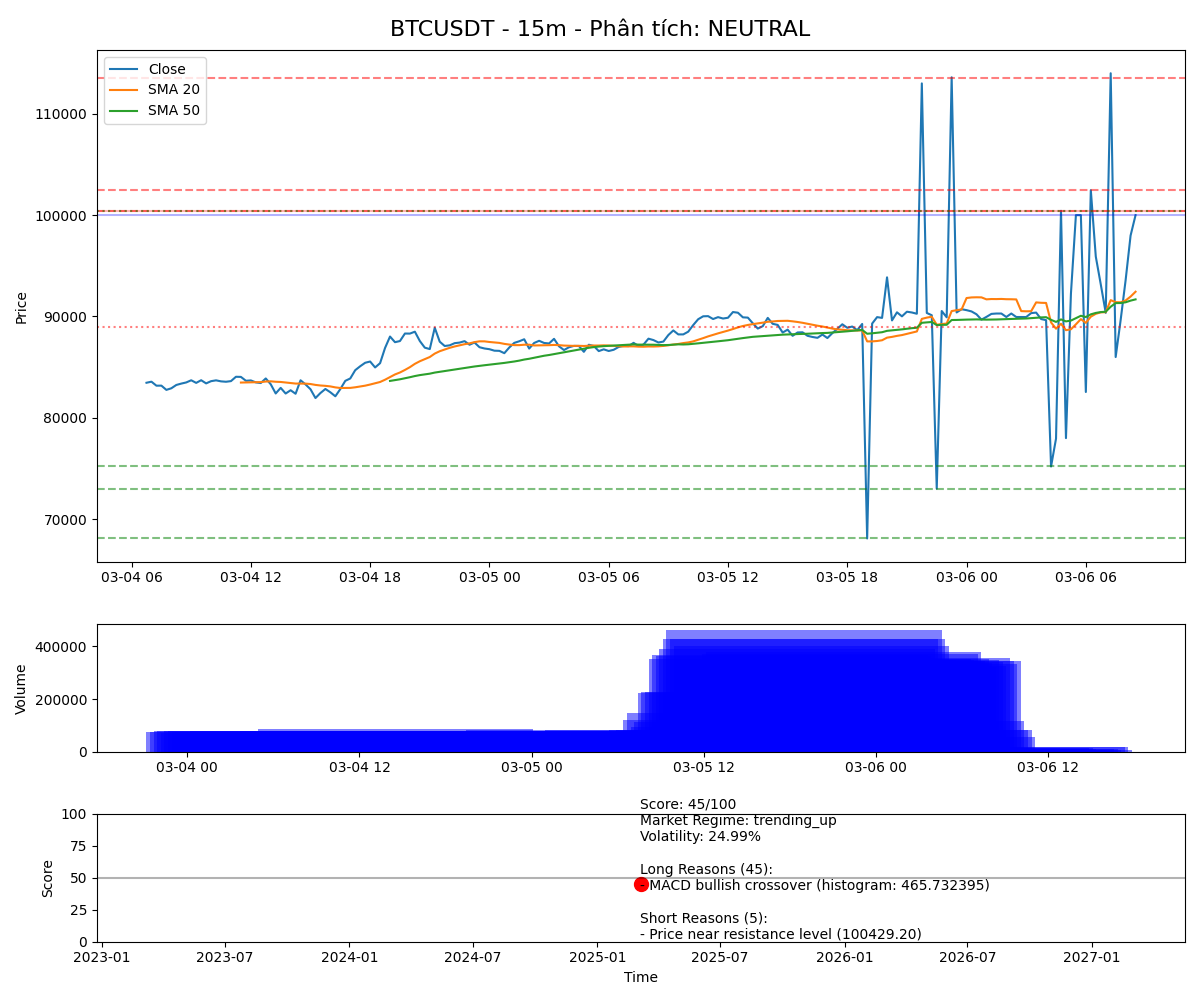 BTCUSDT - 15m - Phân tích: NEUTRAL
Close
SMA 20
SMA 50
Price
110000
100000
90000
80000
70000
03-04 06
03-04 12
03-04 18
03-05 00
03-05 06
03-05 12
03-05 18
03-06 00
03-06 06
Volume
400000
200000
0
03-04 00
03-04 12
03-05 00
03-05 12
03-06 00
03-06 12
Score
100
75
50
25
0
Score: 45/100
Market Regime: trending_up
Volatility: 24.99%
Long Reasons (45):
- MACD bullish crossover (histogram: 465.732395)
Short Reasons (5):
- Price near resistance level (100429.20)
2023-01
2023-07
2024-01
2024-07
2025-01
2025-07
2026-01
2026-07
2027-01
Time